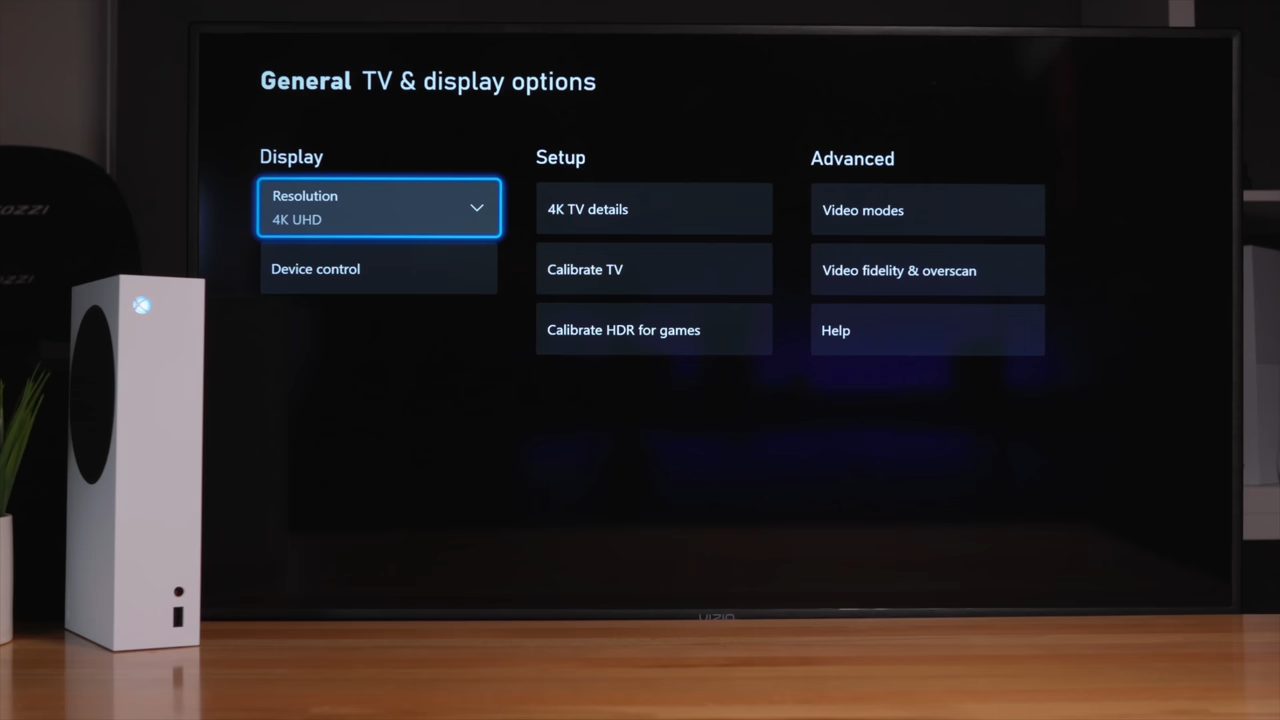 General TV & display options
Display
Resolution
4K UHD
Device control
Setup
4K TV details
Calibrate TV
Calibrate HDR for games
Advanced
Video modes
Video fidelity & overscan
Help
VIZIO